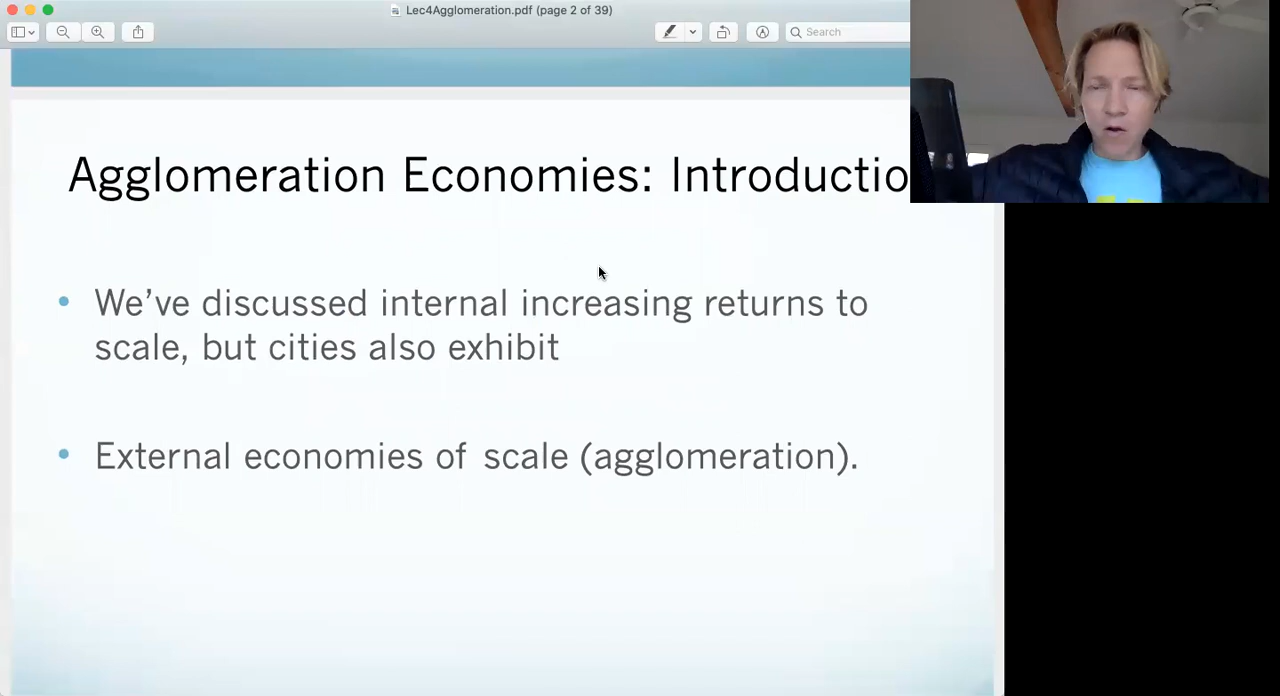 Lec4Agglomeration.pdf (page 2 of 39)
Search
Agglomeration Economies: Introductio
• We’ve discussed internal increasing returns to
scale, but cities also exhibit
• External economies of scale (agglomeration).